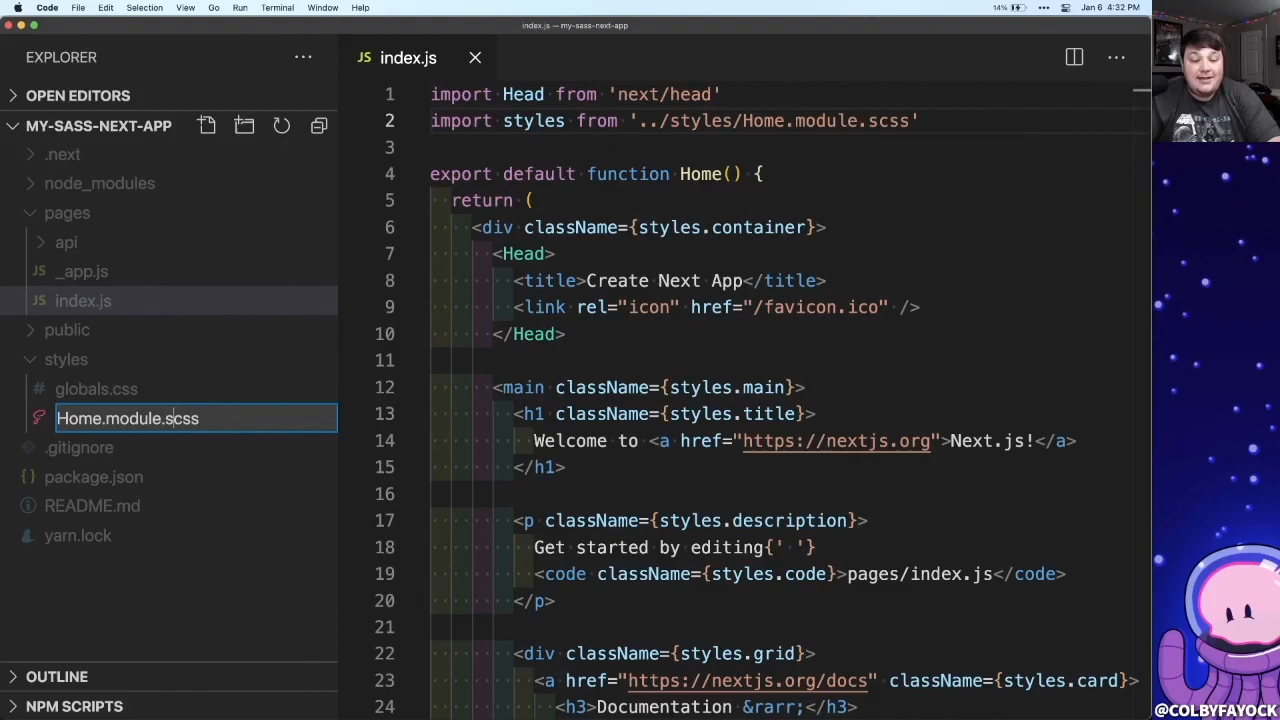 Code File Edit Selection View Go Run Terminal Window Help 14% Jan 6 4:32 PM
index.js — my-sass-next-app
EXPLORER
OPEN EDITORS
MY-SASS-NEXT-APP
.next
node_modules
pages
api
JS _app.js
JS index.js
public
styles
# globals.css
Home.module.scss
.gitignore
{ } package.json
README.md
yarn.lock
OUTLINE
NPM SCRIPTS
JS index.js
1 import Head from 'next/head'
2 import styles from '../styles/Home.module.scss'
3
4 export default function Home() {
5 return (
6 <div className={styles.container}>
7 <Head>
8 <title>Create Next App</title>
9 <link rel="icon" href="/favicon.ico" />
10 </Head>
11
12 <main className={styles.main}>
13 <h1 className={styles.title}>
14 Welcome to <a href="https://nextjs.org">Next.js!</a>
15 </h1>
16
17 <p className={styles.description}>
18 Get started by editing{' '}
19 <code className={styles.code}>pages/index.js</code>
20 </p>
21
22 <div className={styles.grid}>
23 <a href="https://nextjs.org/docs" className={styles.card}>
24 <h3>Documentation &rarr;</h3>
@COLBYFAYOCK